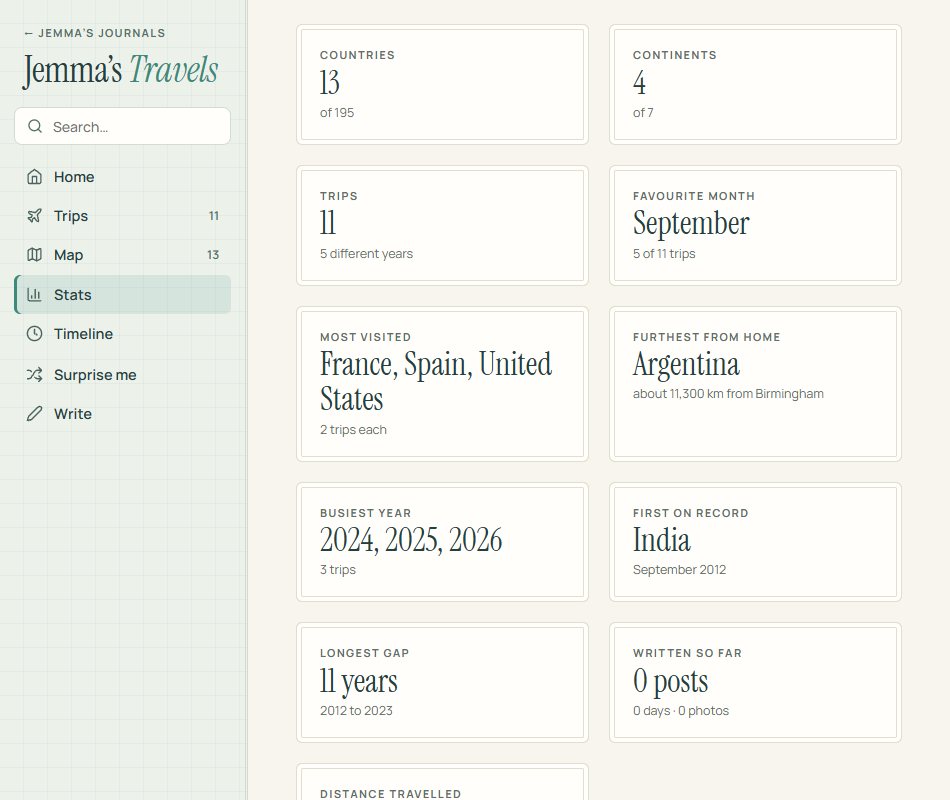 ← JEMMA'S JOURNALS
Jemma's Travels
Search...
Home
Trips 11
Map 13
Stats
Timeline
Surprise me
Write
COUNTRIES
13
of 195
CONTINENTS
4
of 7
TRIPS
11
5 different years
FAVOURITE MONTH
September
5 of 11 trips
MOST VISITED
France, Spain, United
States
2 trips each
FURTHEST FROM HOME
Argentina
about 11,300 km from Birmingham
BUSIEST YEAR
2024, 2025, 2026
3 trips
FIRST ON RECORD
India
September 2012
LONGEST GAP
11 years
2012 to 2023
WRITTEN SO FAR
0 posts
0 days · 0 photos
DISTANCE TRAVELLED